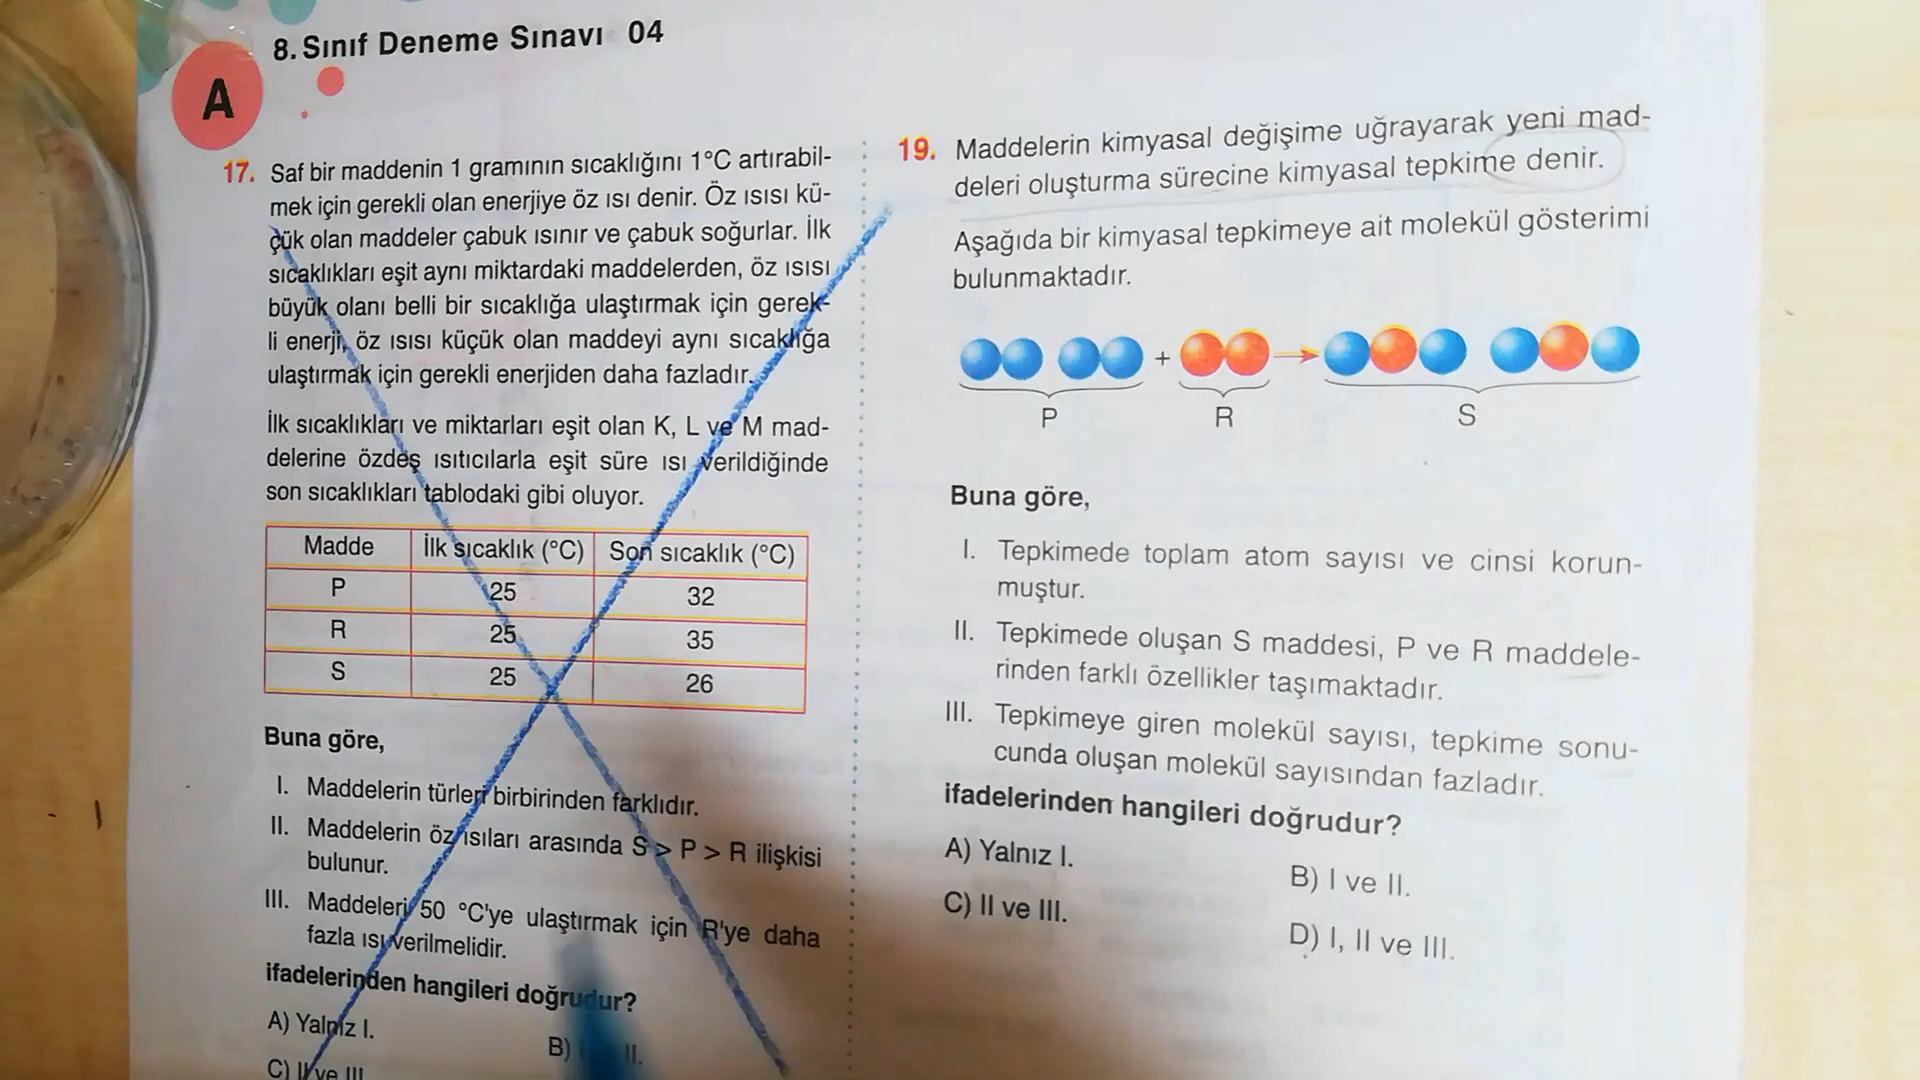 8. Sınıf Deneme Sınavı 04
A
17. Saf bir maddenin 1 gramının sıcaklığını 1°C artırabil-
mek için gerekli olan enerjiye öz ısı denir. Öz ısısı kü-
çük olan maddeler çabuk ısınır ve çabuk soğurlar. İlk
sıcaklıkları eşit aynı miktardaki maddelerden, öz ısısı
büyük olanı belli bir sıcaklığa ulaştırmak için gerek-
li enerji, öz ısısı küçük olan maddeyi aynı sıcaklığa
ulaştırmak için gerekli enerjiden daha fazladır.
İlk sıcaklıkları ve miktarları eşit olan K, L ve M mad-
delerine özdeş ısıtıcılarla eşit süre ısı verildiğinde
son sıcaklıkları tablodaki gibi oluyor.
Madde İlk sıcaklık (°C) Son sıcaklık (°C)
P 25 32
R 25 35
S 25 26
Buna göre,
I. Maddelerin türleri birbirinden farklıdır.
II. Maddelerin öz ısıları arasında S > P > R ilişkisi
bulunur.
III. Maddeleri 50 °C'ye ulaştırmak için R'ye daha
fazla ısı verilmelidir.
ifadelerinden hangileri doğrudur?
A) Yalnız I.
B) II.
C) II ve III.
19. Maddelerin kimyasal değişime uğrayarak yeni mad-
deleri oluşturma sürecine kimyasal tepkime denir.
Aşağıda bir kimyasal tepkimeye ait molekül gösterimi
bulunmaktadır.
+
P R S
Buna göre,
I. Tepkimede toplam atom sayısı ve cinsi korun-
muştur.
II. Tepkimede oluşan S maddesi, P ve R maddele-
rinden farklı özellikler taşımaktadır.
III. Tepkimeye giren molekül sayısı, tepkime sonu-
cunda oluşan molekül sayısından fazladır.
ifadelerinden hangileri doğrudur?
A) Yalnız I.
B) I ve II.
C) II ve III.
D) I, II ve III.